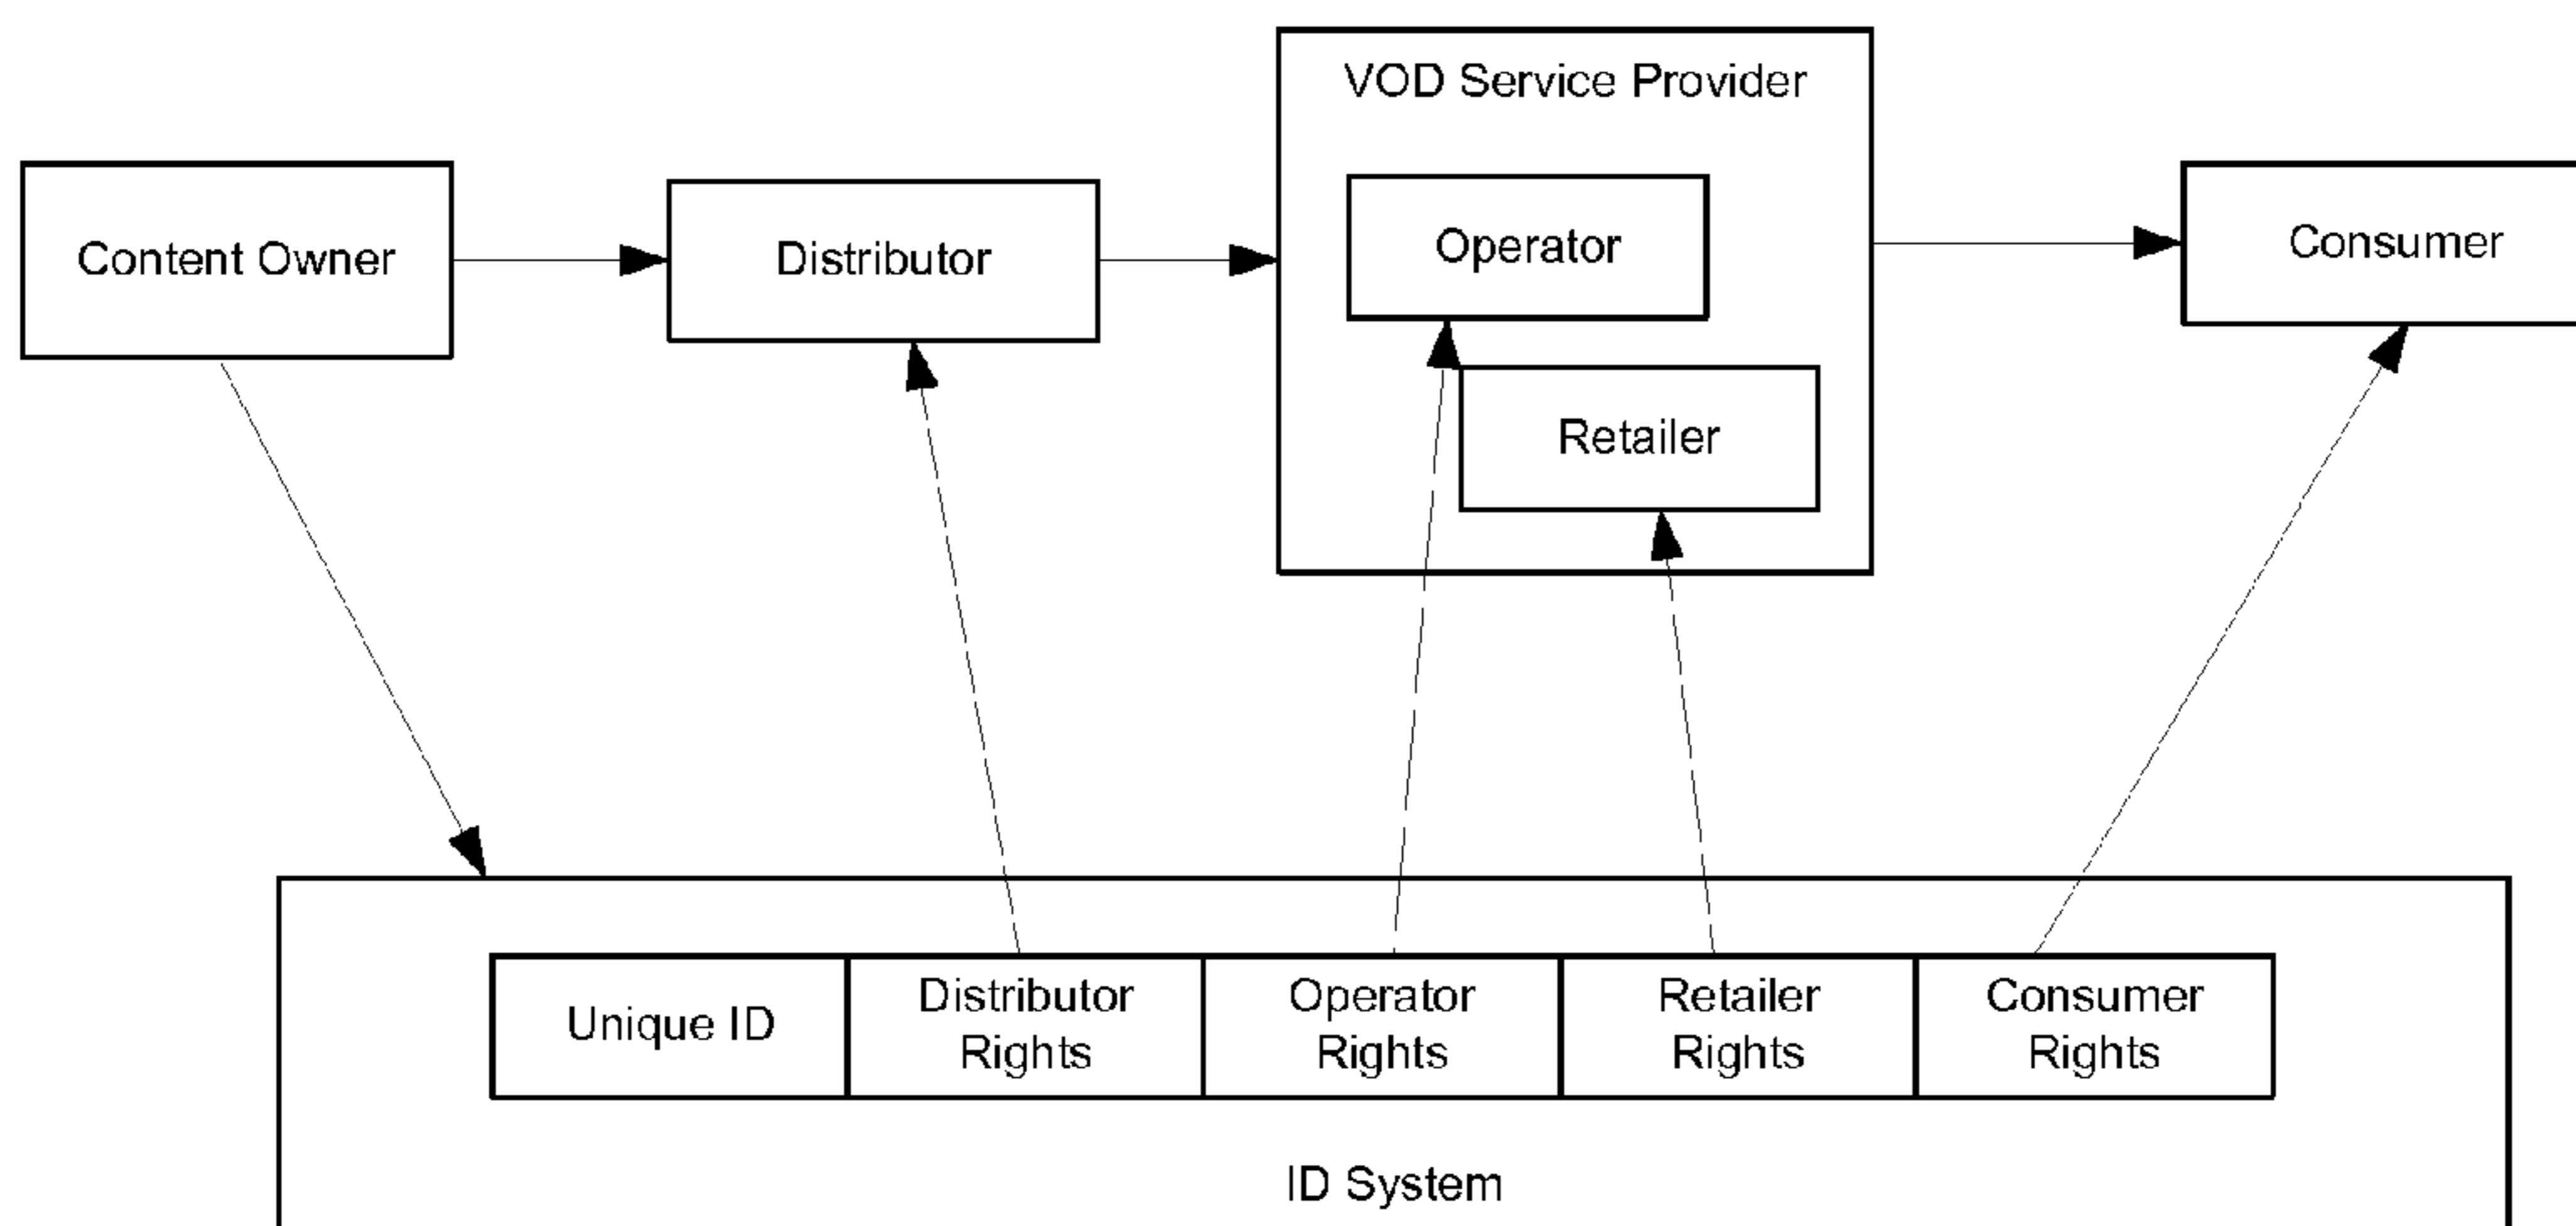 VOD Service Provider
Content Owner
Distributor
Operator
Consumer
Retailer
Unique ID
Distributor
Rights
Operator
Rights
Retailer
Rights
Consumer
Rights
ID System